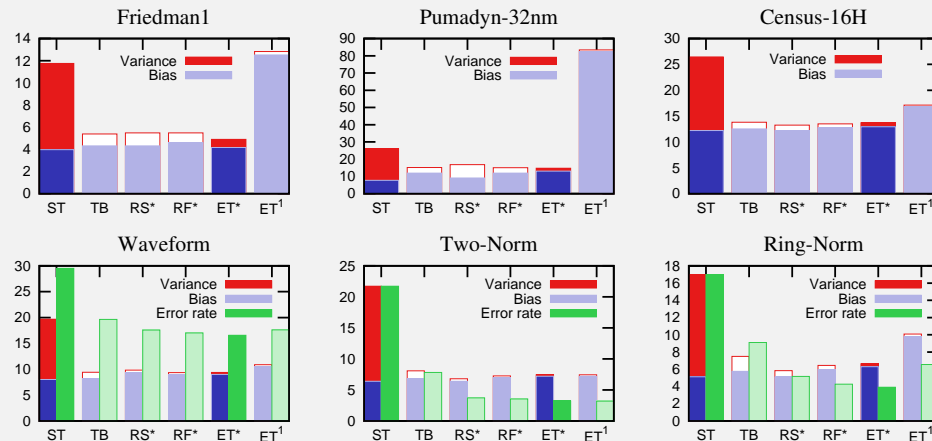 Friedman1
Pumadyn-32nm
Census-16H
14
12
10
8
6
4
2
0
Variance
Bias
ST TB RS* RF* ET* ET¹
90
80
70
60
50
40
30
20
10
0
Variance
Bias
ST TB RS* RF* ET* ET¹
30
25
20
15
10
5
0
Variance
Bias
ST TB RS* RF* ET* ET¹
Waveform
Two-Norm
Ring-Norm
30
25
20
15
10
5
0
Variance
Bias
Error rate
ST TB RS* RF* ET* ET¹
25
20
15
10
5
0
Variance
Bias
Error rate
ST TB RS* RF* ET* ET¹
18
16
14
12
10
8
6
4
2
0
Variance
Bias
Error rate
ST TB RS* RF* ET* ET¹